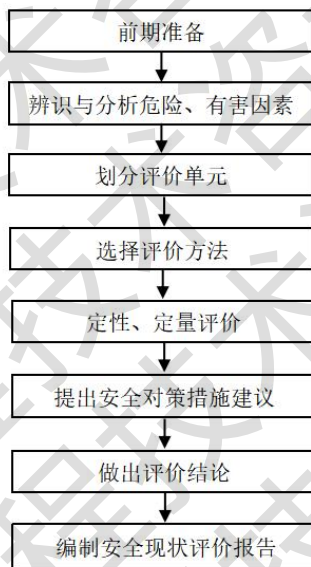 前期准备
辨识与分析危险、有害因素
划分评价单元
选择评价方法
定性、定量评价
提出安全对策措施建议
做出评价结论
编制安全现状评价报告